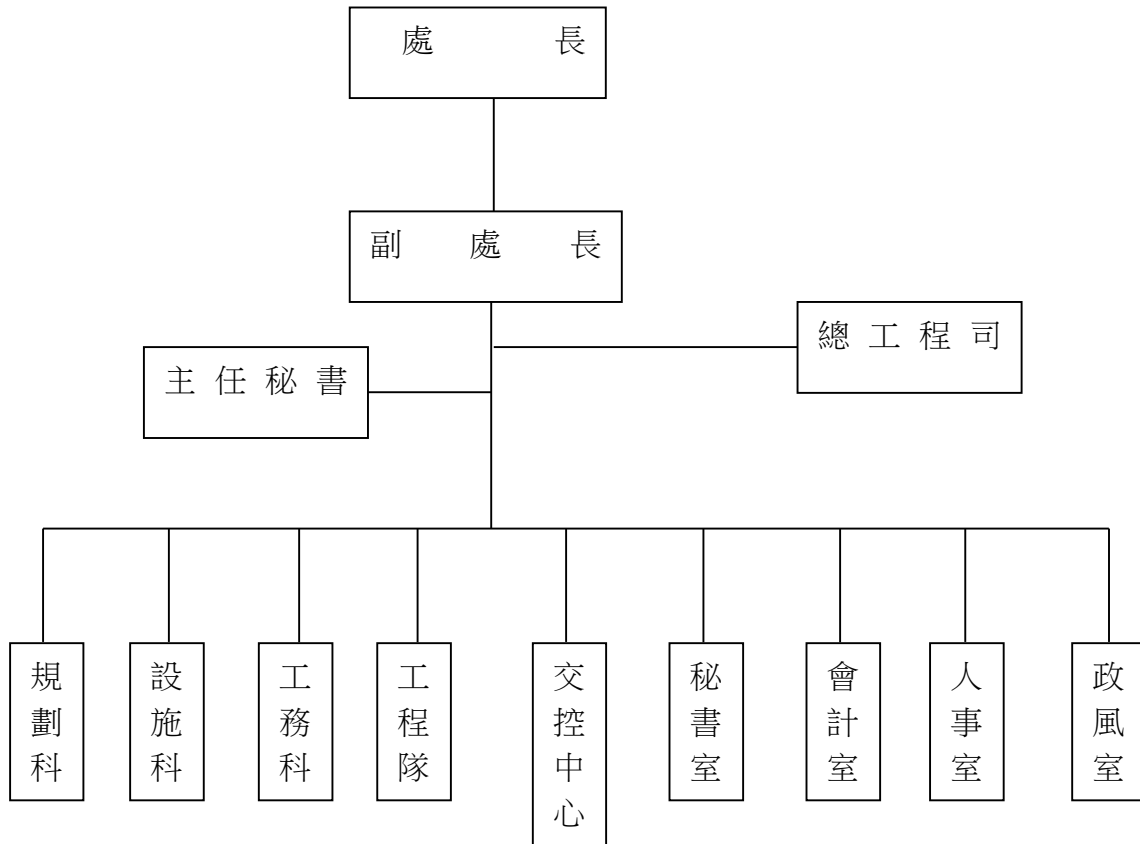 處長
副處長
總工程司
主任秘書
規劃科
設施科
工務科
工程隊
交控中心
秘書室
會計室
人事室
政風室